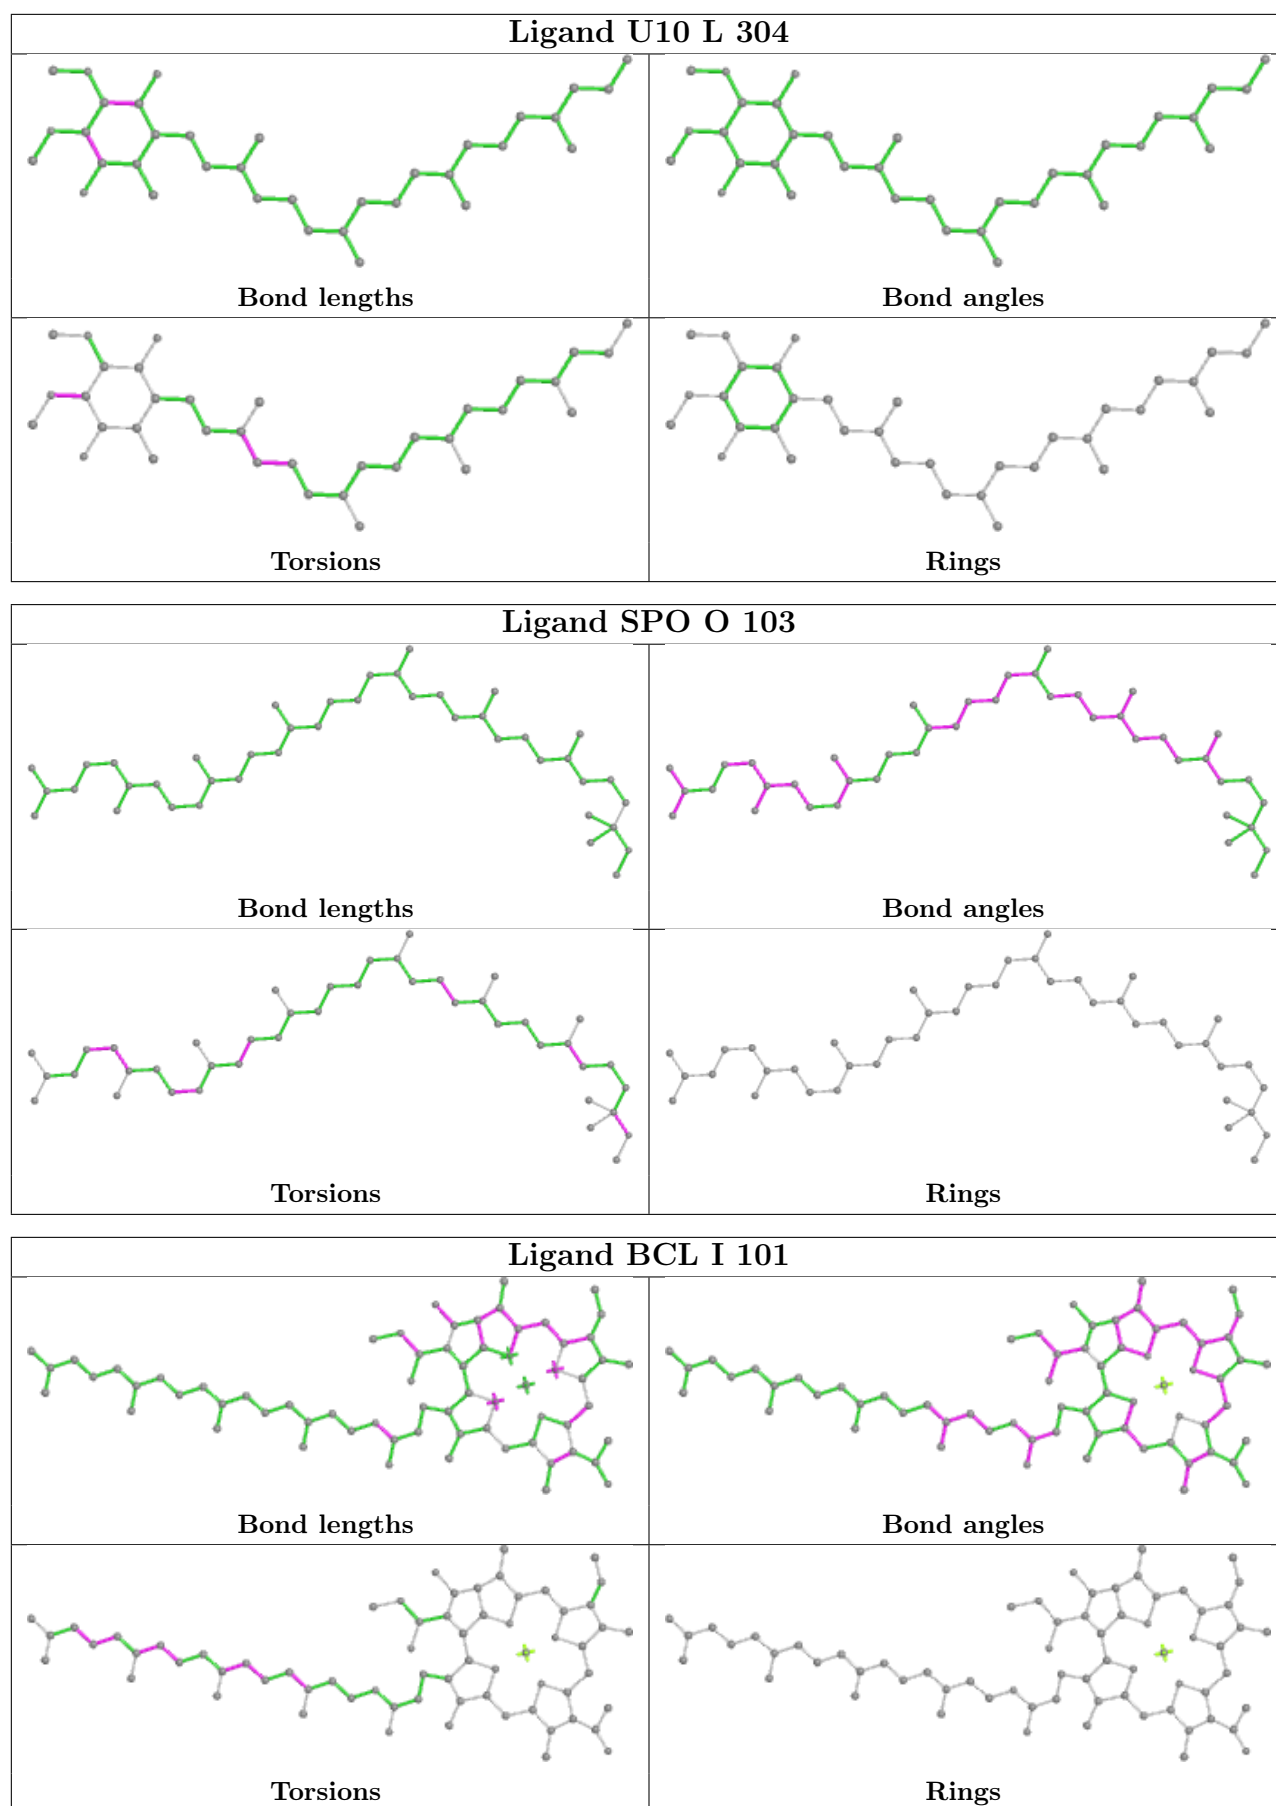 Ligand U10 L 304
Bond lengths
Bond angles
Torsions
Rings
Ligand SPO O 103
Bond lengths
Bond angles
Torsions
Rings
Ligand BCL I 101
Bond lengths
Bond angles
Torsions
Rings